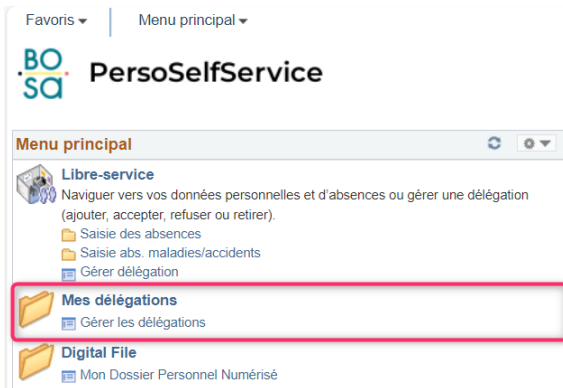 Favoris
Menu principal
BO
SA
PersoSelfService
Menu principal
Libre-service
Naviguer vers vos données personnelles et d'absences ou gérer une délégation
(ajouter, accepter, refuser ou retirer).
Saisie des absences
Saisie abs. maladies/accidents
Gérer délégation
Mes délégations
Gérer les délégations
Digital File
Mon Dossier Personnel Numérisé